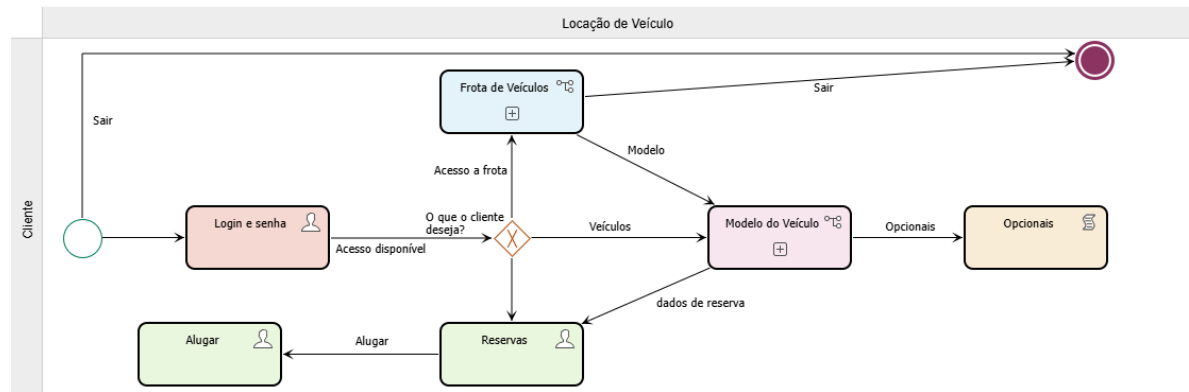 Locação de Veículo
Cliente
Sair
Frota de Veículos
Sair
Modelo
Acesso a frota
Login e senha
Acesso disponível
O que o cliente
deseja?
Veículos
Modelo do Veículo
Opcionais
Opcionais
dados de reserva
Alugar
Alugar
Reservas